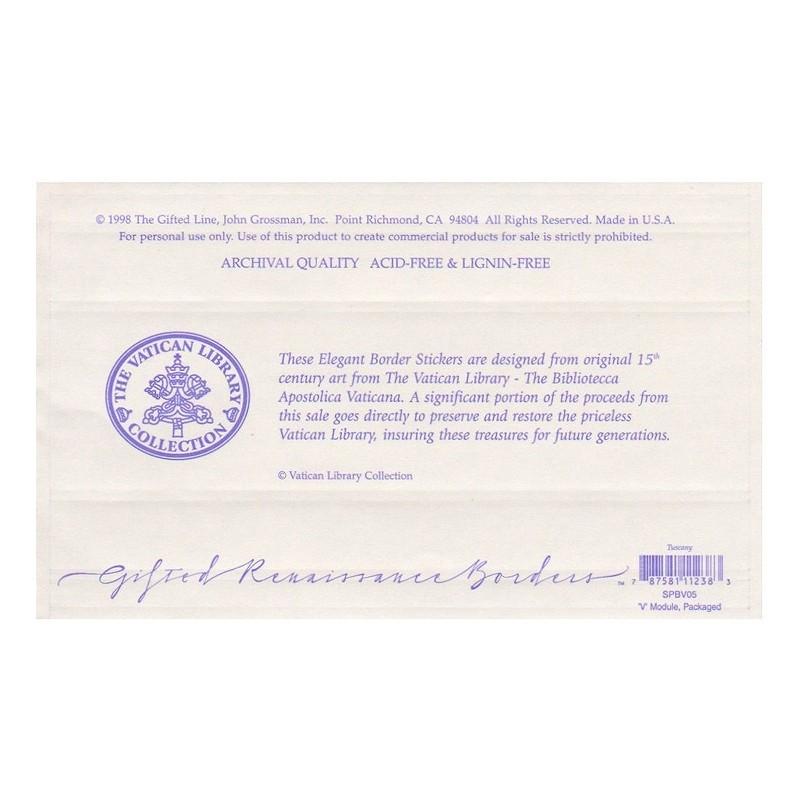 © 1998 The Gifted Line, John Grossman, Inc. Point Richmond, CA 94804 All Rights Reserved. Made in U.S.A.
For personal use only. Use of this product to create commercial products for sale is strictly prohibited.
ARCHIVAL QUALITY ACID-FREE & LIGNIN-FREE
THE VATICAN LIBRARY
COLLECTION
These Elegant Border Stickers are designed from original 15th
century art from The Vatican Library - The Bibliotecca
Apostolica Vaticana. A significant portion of the proceeds from
this sale goes directly to preserve and restore the priceless
Vatican Library, insuring these treasures for future generations.
© Vatican Library Collection
Gifted Renaissance Borders ™
Tuscany
7 87581 11238 3
SPBV05
'V' Module, Packaged